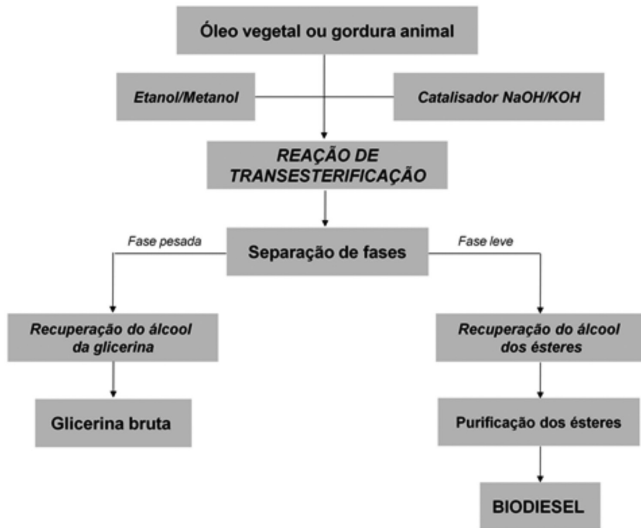 Óleo vegetal ou gordura animal
Etanol/Metanol
Catalisador NaOH/KOH
REAÇÃO DE
TRANSESTERIFICAÇÃO
Fase pesada
Separação de fases
Fase leve
Recuperação do álcool
da glicerina
Recuperação do álcool
dos ésteres
Glicerina bruta
Purificação dos ésteres
BIODIESEL